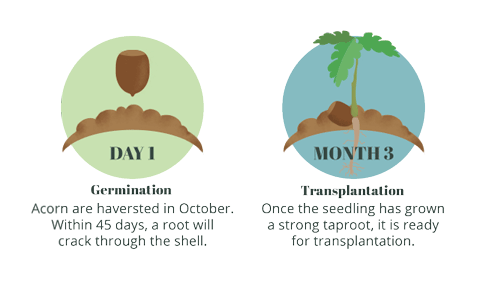 DAY 1
Germination
Acorn are haversted in October.
Within 45 days, a root will
crack through the shell.
MONTH 3
Transplantation
Once the seedling has grown
a strong taproot, it is ready
for transplantation.